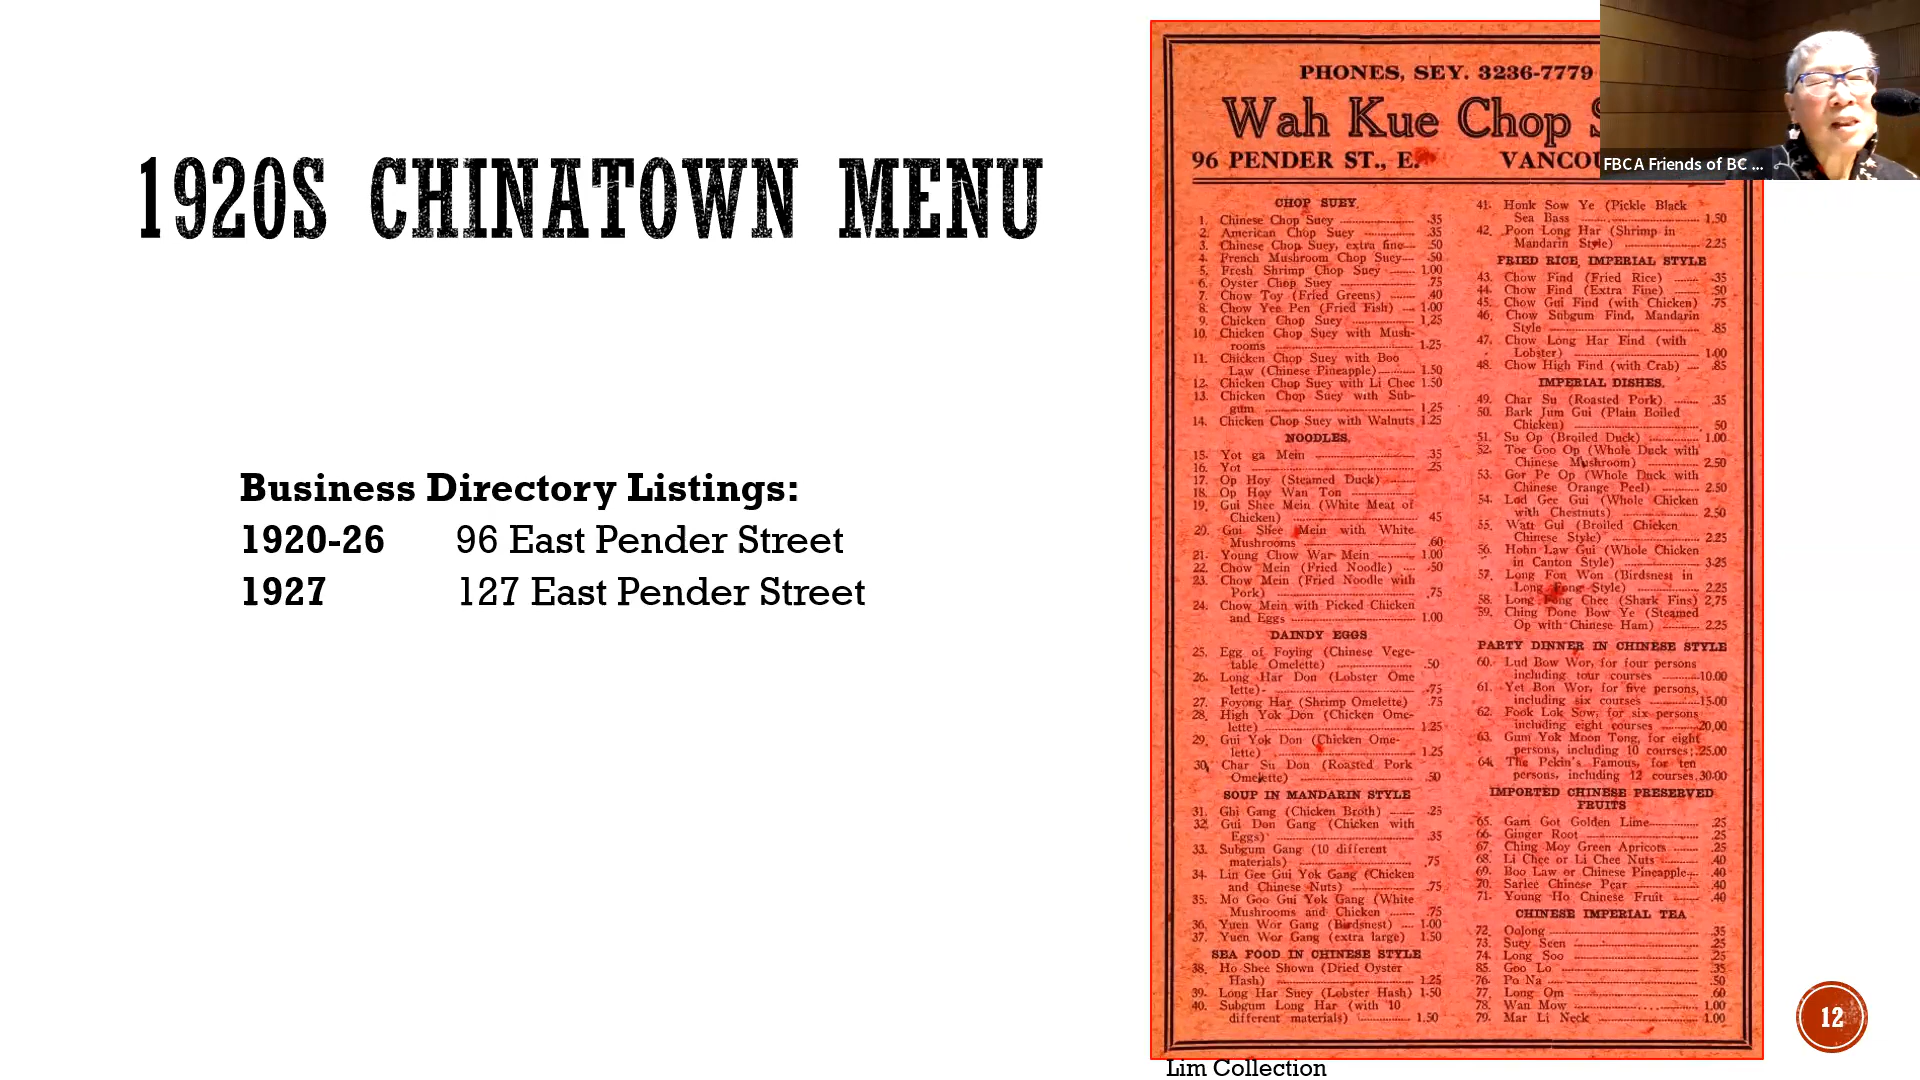 1920S CHINATOWN MENU
Business Directory Listings:
1920-26 96 East Pender Street
1927 127 East Pender Street
PHONES, SEY. 3236-7779
Wah Kue Chop S
96 PENDER ST., E. VANCOU
CHOP SUEY
1. Chinese Chop Suey .35
2. American Chop Suey .35
3. Chinese Chop Suey, extra fine .50
4. French Mushroom Chop Suey .50
5. Fresh Shrimp Chop Suey 1.00
6. Oyster Chop Suey .75
7. Chow Toy (Fried Greens) .40
8. Chow Yee Pen (Fried Fish) 1.00
9. Chicken Chop Suey 1.25
10. Chicken Chop Suey with Mush-
rooms 1.25
11. Chicken Chop Suey with Boo
Law (Chinese Pineapple) 1.50
12. Chicken Chop Suey with Li Chee 1.50
13. Chicken Chop Suey with Sub-
gum 1.25
14. Chicken Chop Suey with Walnuts 1.25
NOODLES.
15. Yot ga Mein .35
16. Yot .25
17. Op Hoy (Steamed Duck)
18. Op Hoy Wan Ton
19. Gui Shee Mein (White Meat of
Chicken) 45
20. Gui Shee Mein with White
Mushrooms .60
21. Young Chow War Mein 1.00
22. Chow Mein (Fried Noodle) .50
23. Chow Mein (Fried Noodle with
Pork) .75
24. Chow Mein with Picked Chicken
and Eggs 1.00
DAINDY EGGS
25. Egg of Foying (Chinese Vege-
table Omelette) .50
26. Long Har Don (Lobster Ome
lette) .75
27. Foyong Har (Shrimp Omelette) .75
28. High Yok Don (Chicken Ome-
lette) 1.25
29. Gui Yok Don (Chicken Ome-
lette) 1.25
30. Char Su Don (Roasted Pork
Omelette) .50
SOUP IN MANDARIN STYLE
31. Ghi Gang (Chicken Broth) .25
32. Gui Don Gang (Chicken with
Eggs) .35
33. Subgum Gang (10 different
materials) .75
34. Lin Gee Gui Yok Gang (Chicken
and Chinese Nuts) .75
35. Mo Goo Gui Yok Gang (White
Mushrooms and Chicken .75
36. Yuen Wor Gang (Birdsnest) 1.00
37. Yuen Wor Gang (extra large) 1.50
SEA FOOD IN CHINESE STYLE
38. Ho Shee Shown (Dried Oyster
Hash) 1.25
39. Long Har Suey (Lobster Hash) 1.50
40. Subgum Long Har (with 10
different materials) 1.50
41. Honk Sow Ye (Pickle Black
Sea Bass 1.50
42. Poon Long Har (Shrimp in
Mandarin Style) 2.25
FRIED RICE, IMPERIAL STYLE
43. Chow Find (Fried Rice) .35
44. Chow Find (Extra Fine) .50
45. Chow Gui Find (with Chicken) .75
46. Chow Subgum Find, Mandarin
Style .85
47. Chow Long Har Find (with
Lobster) 1.00
48. Chow High Find (with Crab) .85
IMPERIAL DISHES.
49. Char Su (Roasted Pork) .35
50. Bark Jum Gui (Plain Boiled
Chicken) 50
51. Su Op (Broiled Duck) 1.00
52. Toe Goo Op (Whole Duck with
Chinese Mushroom) 2.50
53. Gor Pe Op (Whole Duck with
Chinese Orange Peel) 2.50
54. Lod Gee Gui (Whole Chicken
with Chestnuts) 2.50
55. Watt Gui (Broiled Chicken
Chinese Style) 2.25
56. Hohn Law Gui (Whole Chicken
in Canton Style) 3.25
57. Long Fon Won (Birdsnest in
Long Fong Style) 2.25
58. Long Fong Chee (Shark Fins) 2.75
59. Ching Done Bow Ye (Steamed
Op with Chinese Ham) 2.25
PARTY DINNER IN CHINESE STYLE
60. Lud Bow Wor, for four persons
including four courses 10.00
61. Yet Bon Wor, for five persons,
including six courses 15.00
62. Fook Lok Sow, for six persons
including eight courses 20.00
63. Gum Yok Moon Tong, for eight
persons, including 10 courses 25.00
64. The Pekin's Famous, for ten
persons, including 12 courses 30.00
IMPORTED CHINESE PRESERVED
FRUITS
65. Gam Got Golden Lime .25
66. Ginger Root .25
67. Ching Moy Green Apricots .25
68. Li Chee or Li Chee Nuts .40
69. Boo Law or Chinese Pineapple .40
70. Sarlee Chinese Pear .40
71. Young Ho Chinese Fruit .40
CHINESE IMPERIAL TEA
72. Oolong .35
73. Suey Seen .25
74. Long Soo .25
85. Goo Lo .35
76. Po Na .50
77. Long Om .60
78. Wan Mow 1.00
79. Mar Li Neck 1.00
Lim Collection
FBCA Friends of BC ...
12